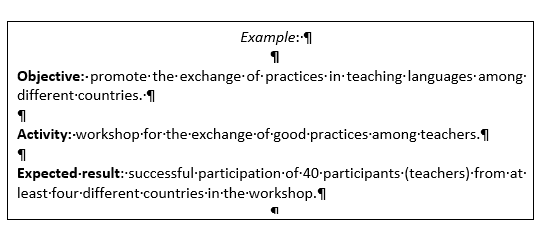 Example: ¶
¶
Objective: promote the exchange of practices in teaching languages among
different countries. ¶
¶
Activity: workshop for the exchange of good practices among teachers.¶
¶
Expected result: successful participation of 40 participants (teachers) from at
least four different countries in the workshop.¶
¶